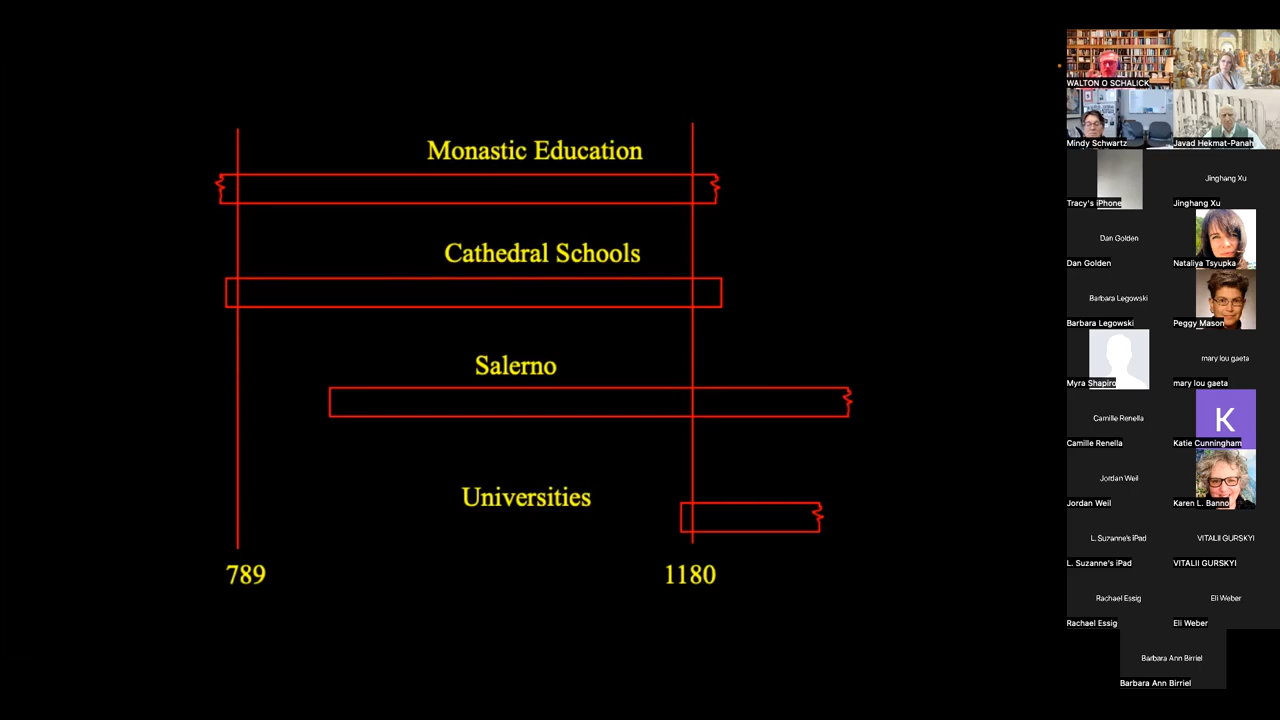 Monastic Education
Cathedral Schools
Salerno
Universities
789
1180
WALTON O SCHALICK
Mindy Schwartz
Javad Hekmat-Panah
Tracy's iPhone
Jinghang Xu
Jinghang Xu
Dan Golden
Dan Golden
Nataliya Tsyupka
Barbara Legowski
Barbara Legowski
Peggy Mason
Myra Shapiro
mary lou gaeta
mary lou gaeta
Camille Renella
Camille Renella
K
Katie Cunningham
Jordan Weil
Jordan Weil
Karen L. Banno
L. Suzanne's iPad
L. Suzanne's iPad
VITALII GURSKYI
VITALII GURSKYI
Rachael Essig
Rachael Essig
Eli Weber
Eli Weber
Barbara Ann Birriel
Barbara Ann Birriel